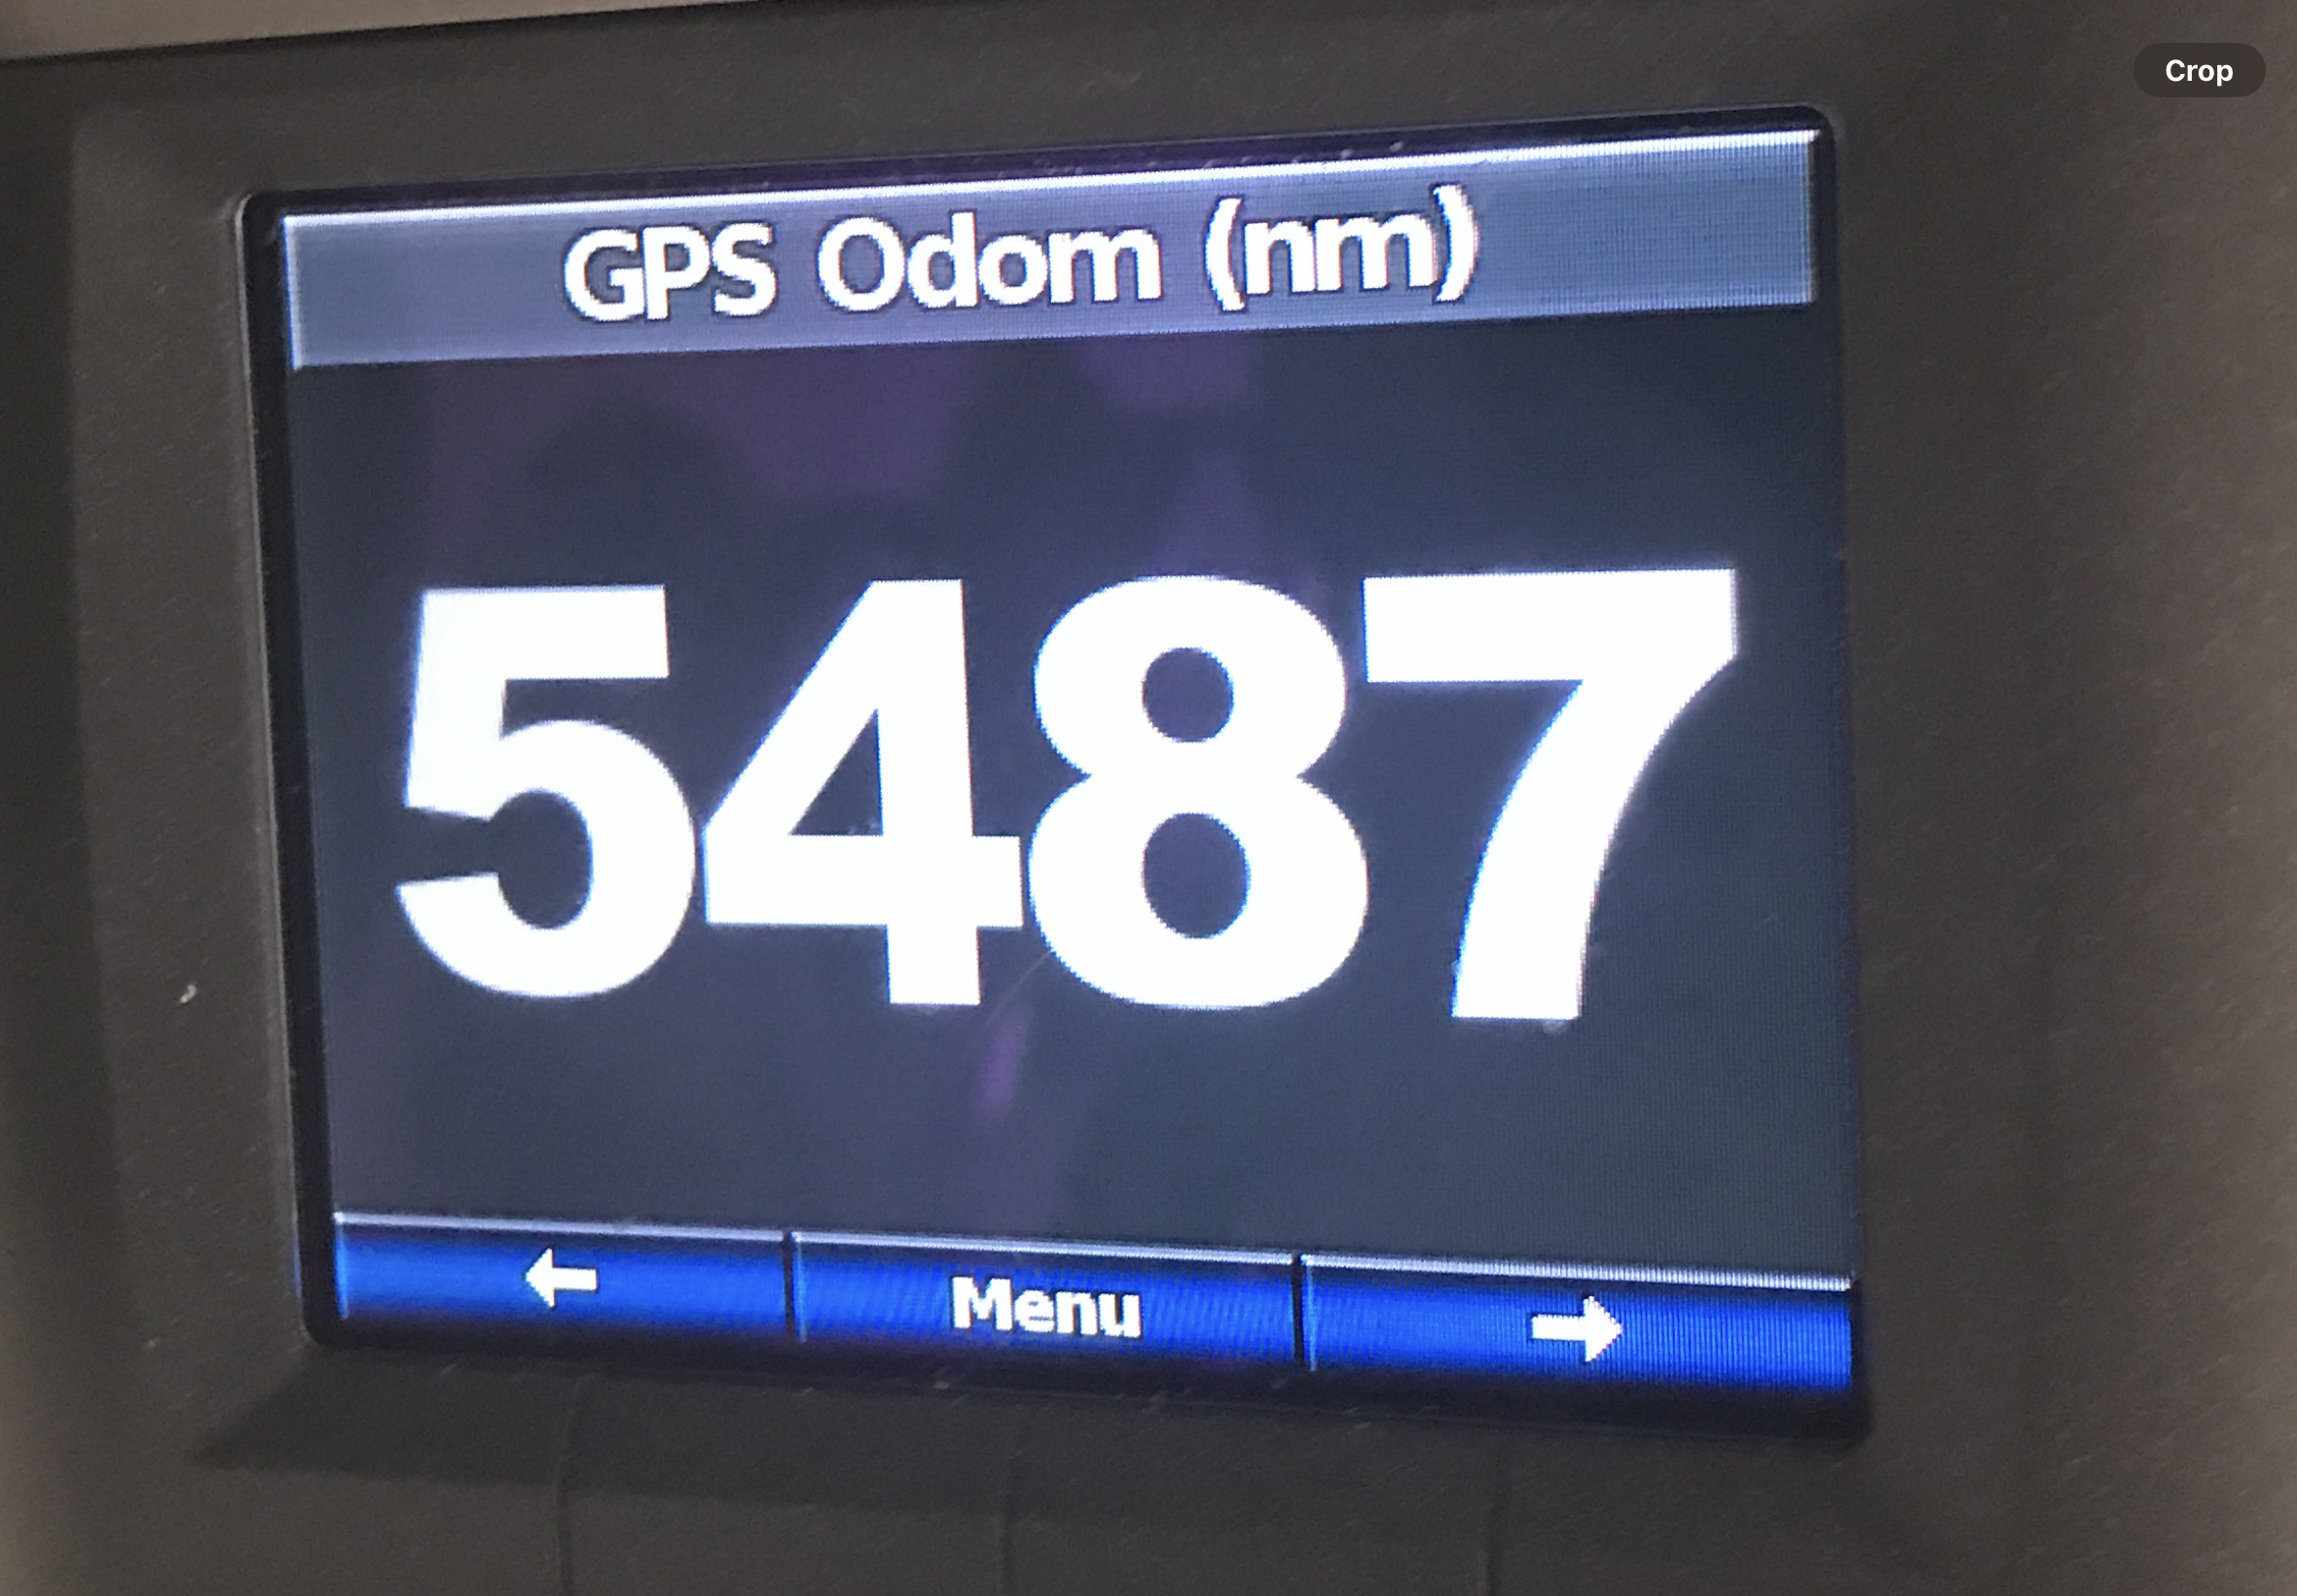 Crop
GPS Odom (nm)
5487
← Menu →